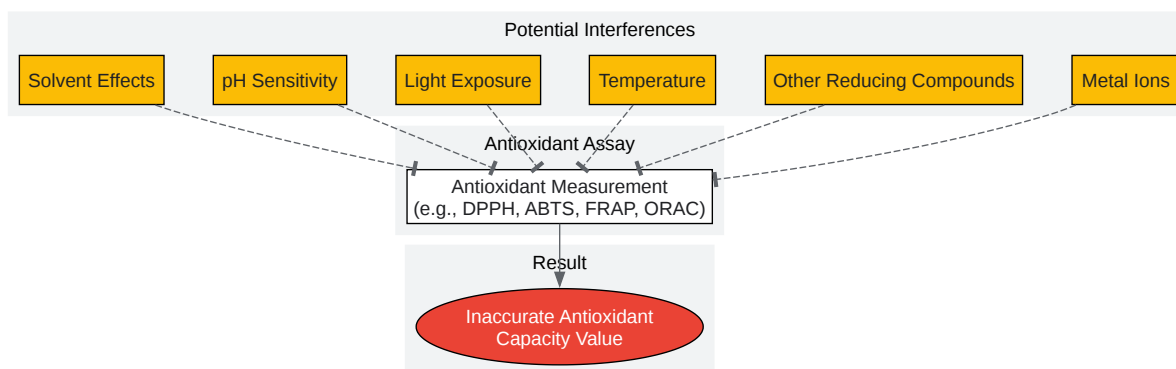 Potential Interferences
Solvent Effects
pH Sensitivity
Light Exposure
Temperature
Other Reducing Compounds
Metal Ions
Antioxidant Assay
Antioxidant Measurement
(e.g., DPPH, ABTS, FRAP, ORAC)
Result
Inaccurate Antioxidant
Capacity Value